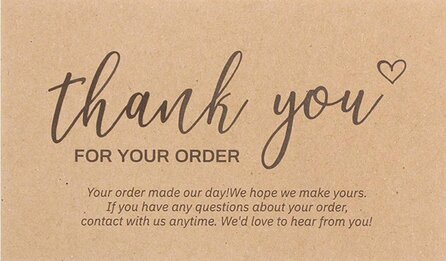 thank you
FOR YOUR ORDER
Your order made our day!We hope we make yours.
If you have any questions about your order,
contact with us anytime. We'd love to hear from you!